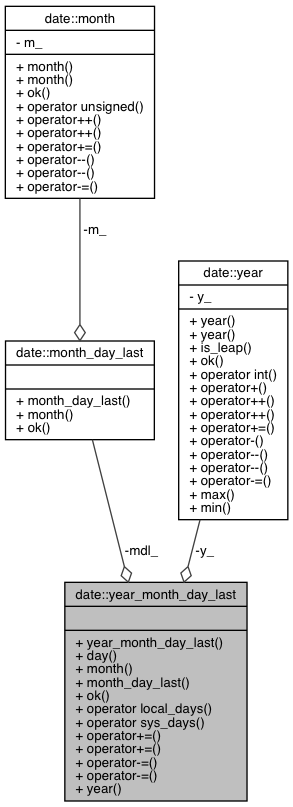 date::month
- m_
+ month()
+ month()
+ ok()
+ operator unsigned()
+ operator++()
+ operator++()
+ operator+=()
+ operator--()
+ operator--()
+ operator-=()
-m_
date::year
- y_
+ year()
+ year()
+ is_leap()
+ ok()
+ operator int()
+ operator+()
+ operator++()
+ operator++()
+ operator+=()
+ operator-()
+ operator--()
+ operator--()
+ operator-=()
+ max()
+ min()
date::month_day_last
+ month_day_last()
+ month()
+ ok()
-mdl_
-y_
date::year_month_day_last
+ year_month_day_last()
+ day()
+ month()
+ month_day_last()
+ ok()
+ operator local_days()
+ operator sys_days()
+ operator+=()
+ operator+=()
+ operator-=()
+ operator-=()
+ year()